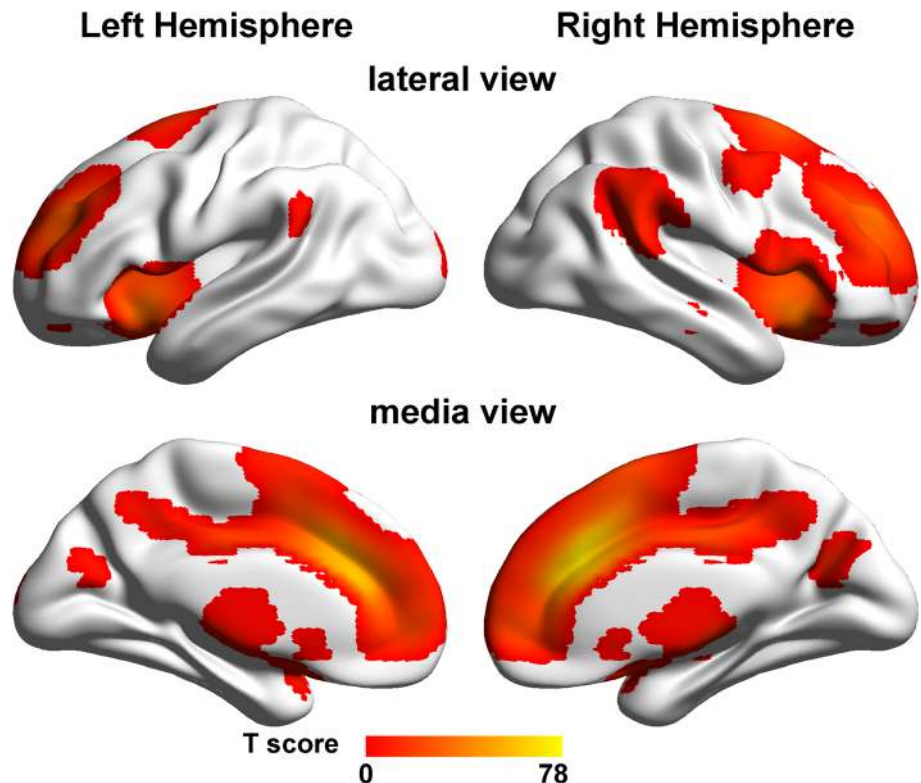 Left Hemisphere Right Hemisphere
lateral view
media view
T score
0 78